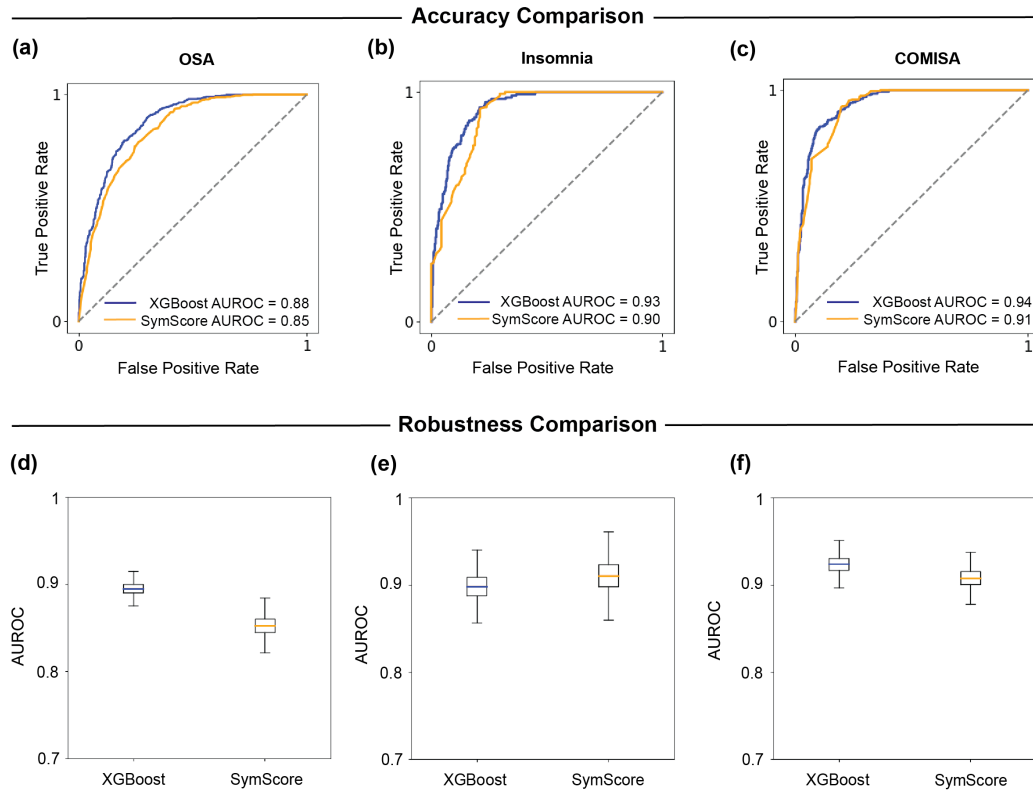 Accuracy Comparison
(a)
OSA
1
True Positive Rate
XGBoost AUROC = 0.88
SymScore AUROC = 0.85
0
0
1
False Positive Rate
(b)
Insomnia
1
True Positive Rate
XGBoost AUROC = 0.93
SymScore AUROC = 0.90
0
0
1
False Positive Rate
(c)
COMISA
1
True Positive Rate
XGBoost AUROC = 0.94
SymScore AUROC = 0.91
0
0
1
False Positive Rate
Robustness Comparison
(d)
1
0.9
AUROC
0.8
0.7
XGBoost
SymScore
(e)
1
0.9
AUROC
0.8
0.7
XGBoost
SymScore
(f)
1
0.9
AUROC
0.8
0.7
XGBoost
SymScore